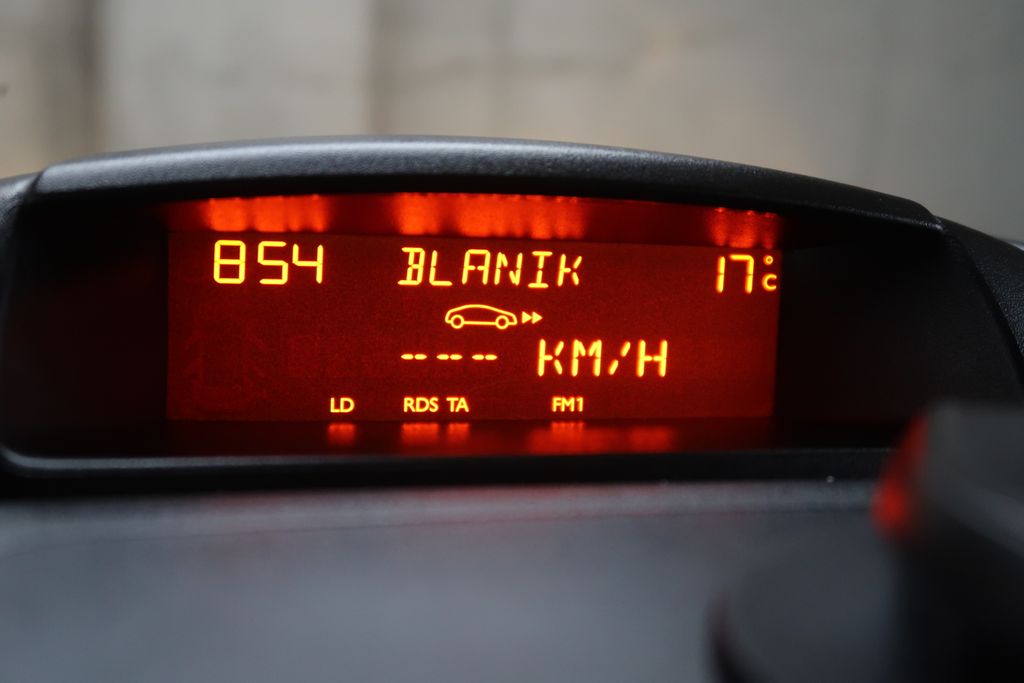 854 BLANIK 17°C
--- -- -- KM/H
LD RDS TA FM1